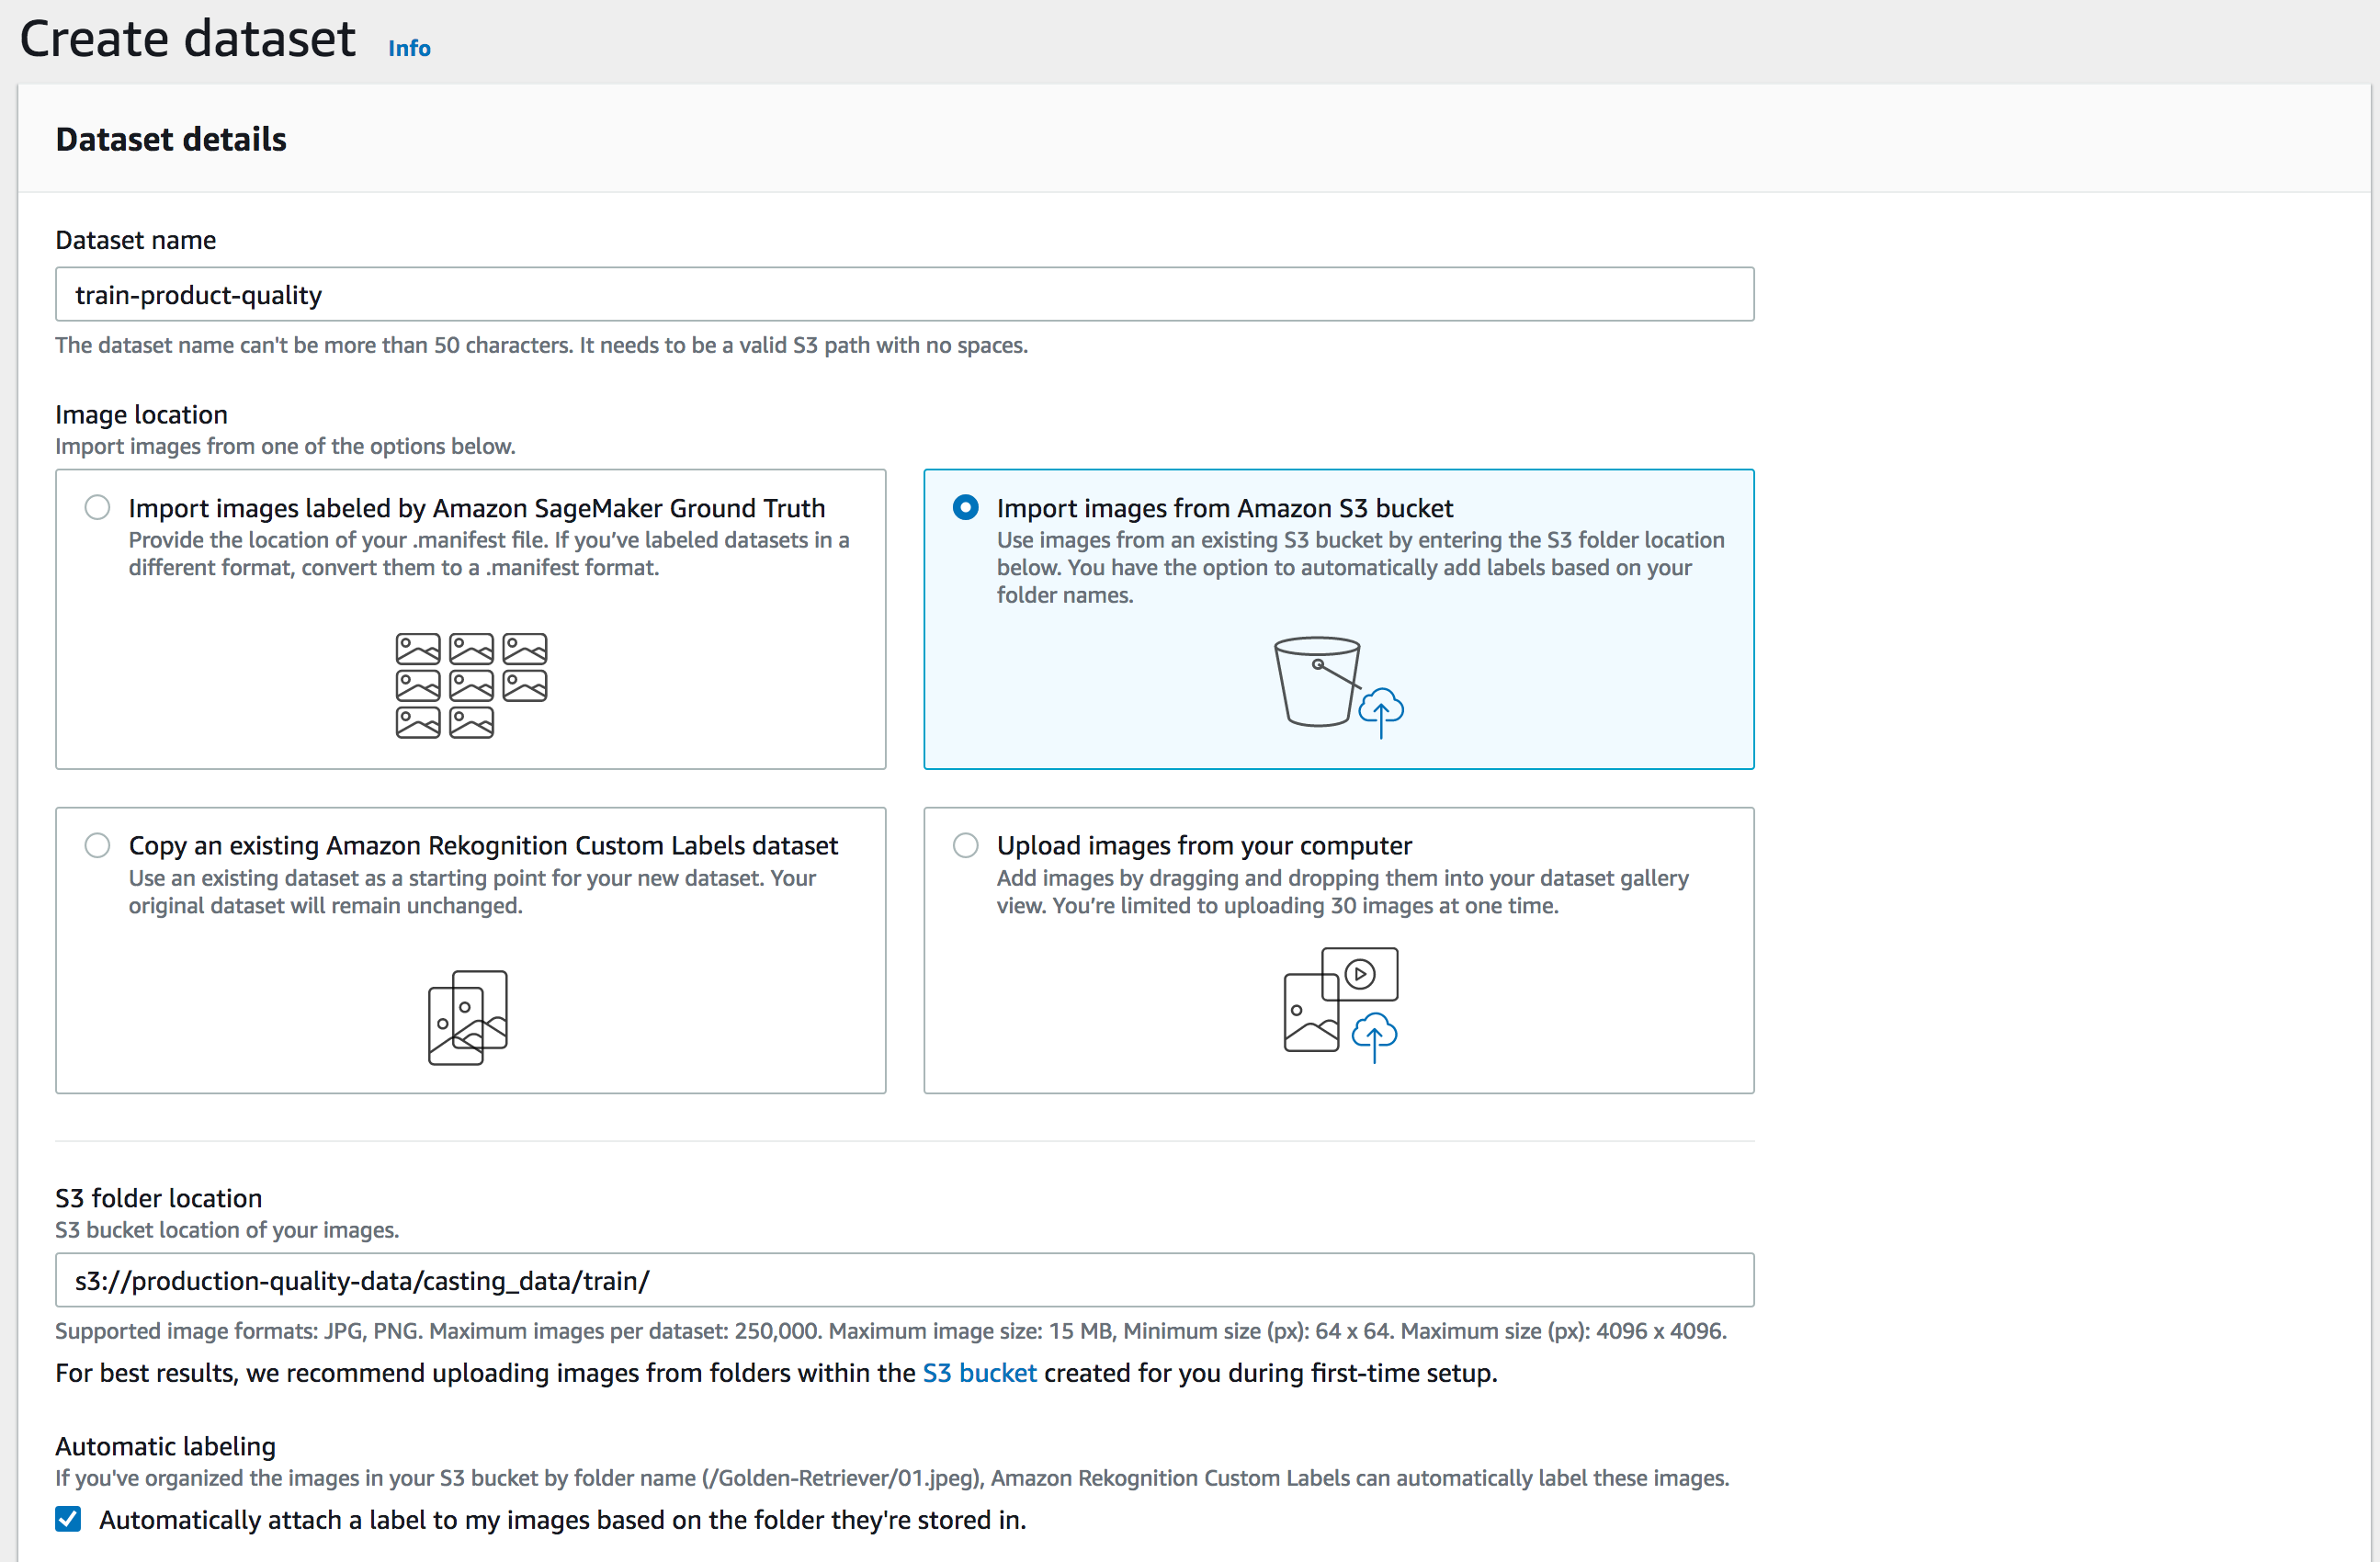 Create dataset Info
Dataset details
Dataset name
train-product-quality
The dataset name can't be more than 50 characters. It needs to be a valid S3 path with no spaces.
Image location
Import images from one of the options below.
Import images labeled by Amazon SageMaker Ground Truth
Provide the location of your .manifest file. If you’ve labeled datasets in a
different format, convert them to a .manifest format.
Import images from Amazon S3 bucket
Use images from an existing S3 bucket by entering the S3 folder location
below. You have the option to automatically add labels based on your
folder names.
Copy an existing Amazon Rekognition Custom Labels dataset
Use an existing dataset as a starting point for your new dataset. Your
original dataset will remain unchanged.
Upload images from your computer
Add images by dragging and dropping them into your dataset gallery
view. You’re limited to uploading 30 images at one time.
S3 folder location
S3 bucket location of your images.
s3://production-quality-data/casting_data/train/
Supported image formats: JPG, PNG. Maximum images per dataset: 250,000. Maximum image size: 15 MB, Minimum size (px): 64 x 64. Maximum size (px): 4096 x 4096.
For best results, we recommend uploading images from folders within the S3 bucket created for you during first-time setup.
Automatic labeling
If you've organized the images in your S3 bucket by folder name (/Golden-Retriever/01.jpeg), Amazon Rekognition Custom Labels can automatically label these images.
Automatically attach a label to my images based on the folder they're stored in.